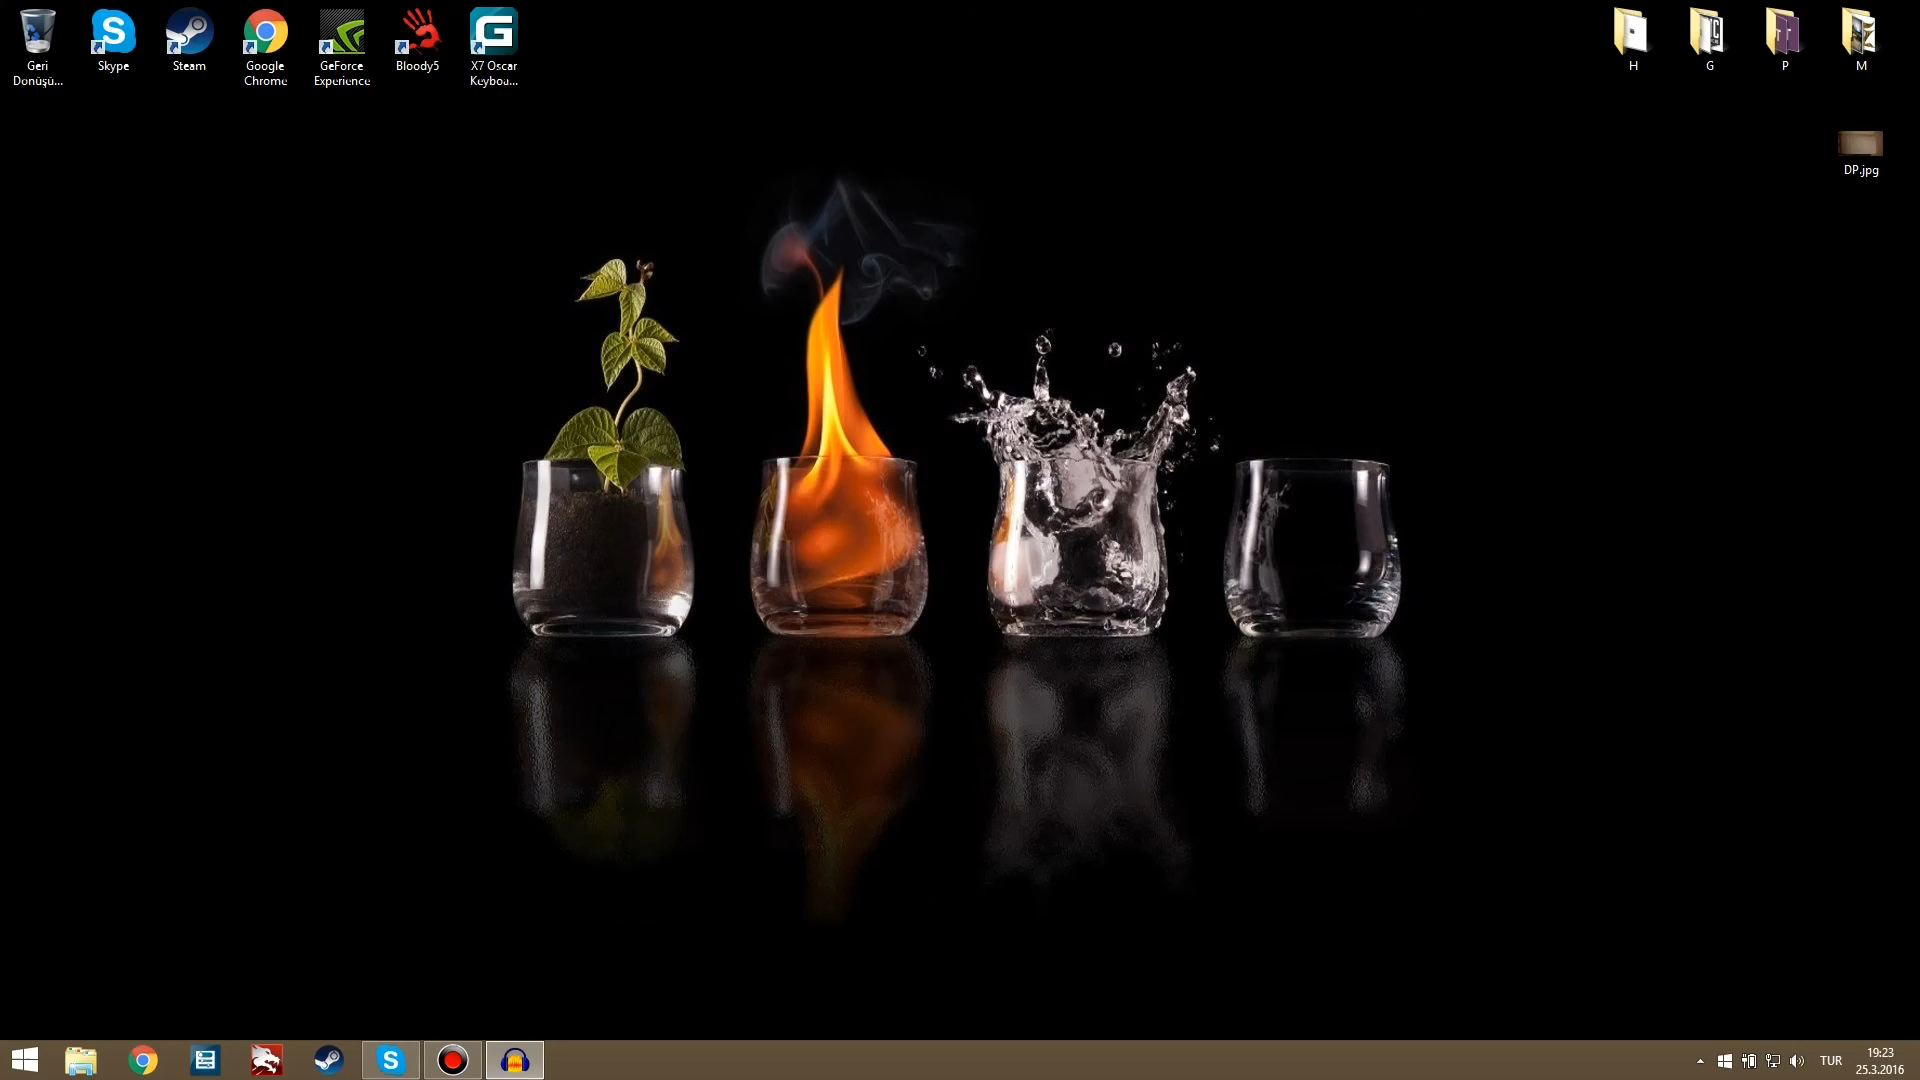 Geri
Dönüşü...
Skype
Steam
Google
Chrome
GeForce
Experience
Bloody5
X7 Oscar
Keyboa...
H
G
P
M
DP.jpg
TUR
19:23
25.3.2016